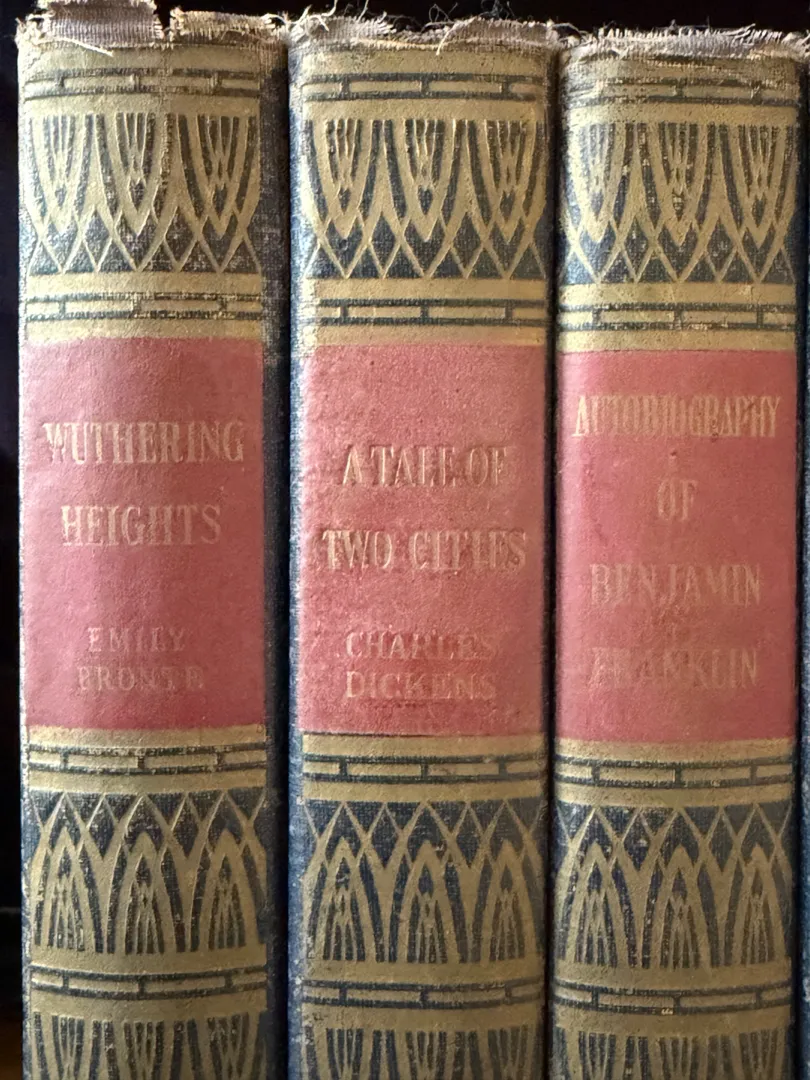 WUTHERING
HEIGHTS
EMILY
BRONTE
A TALE OF
TWO CITIES
CHARLES
DICKENS
AUTOBIOGRAPHY
OF
BENJAMIN
FRANKLIN